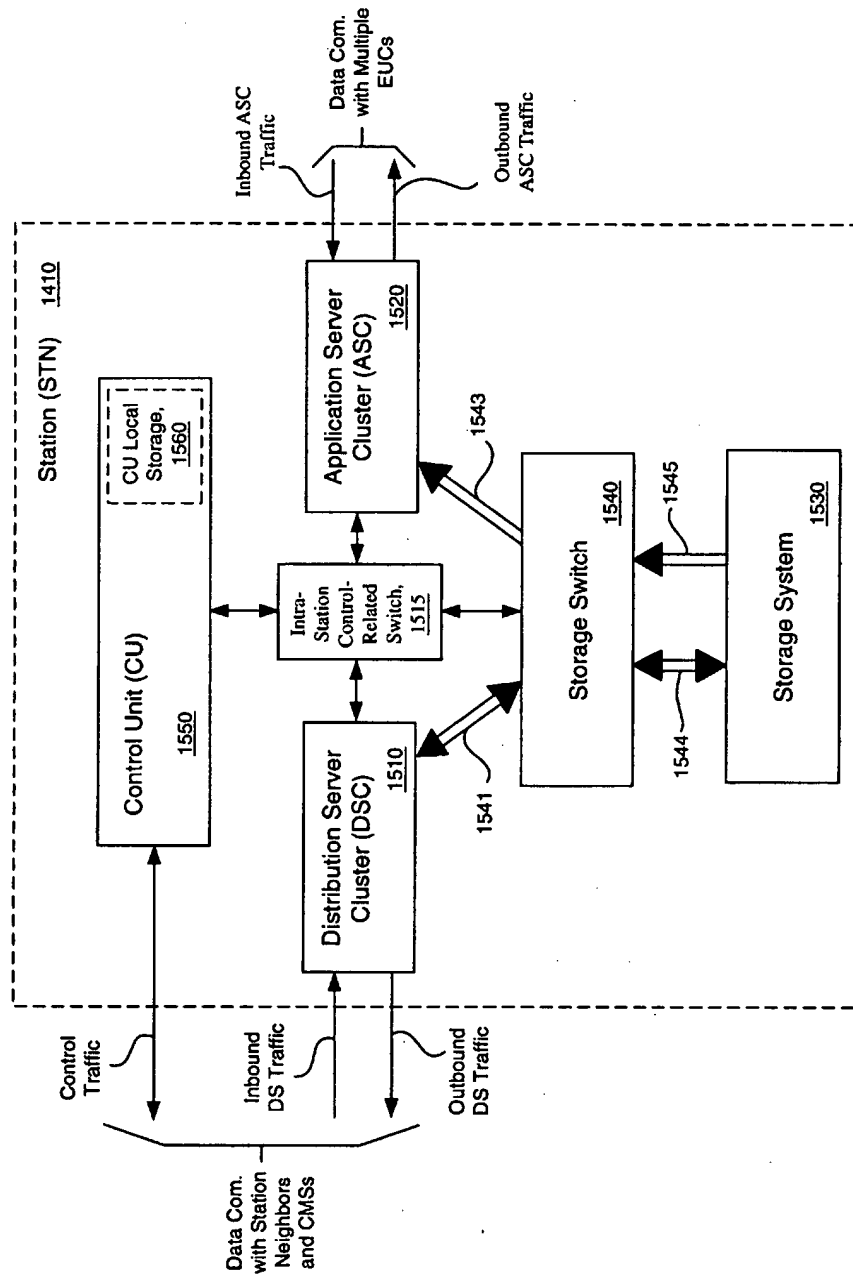 Station (STN)
1410
Control Unit (CU)
1550
CU Local
Storage,
1560
Control
Traffic
Data Com.
with Station
Neighbors
and CMSs
Inbound
DS Traffic
Outbound
DS Traffic
Distribution Server
Cluster (DSC)
1510
Intra-
Station
Control-
Related
Switch, 1515
Application Server
Cluster (ASC)
1520
Inbound ASC
Traffic
Data Com.
with Multiple
EUCs
Outbound
ASC Traffic
1541
1543
Storage Switch
1540
1544
1545
Storage System
1530